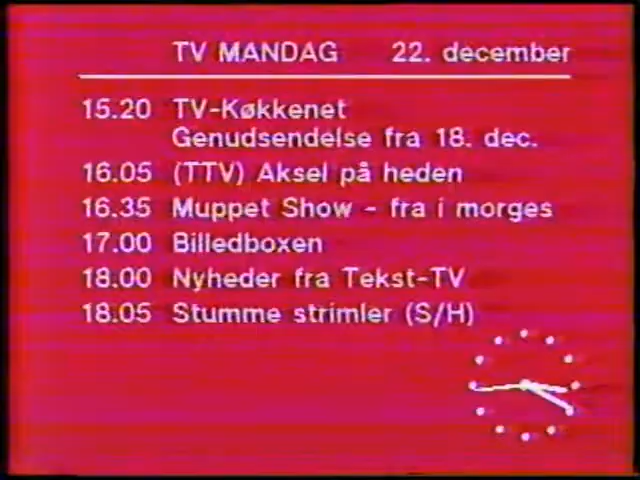 TV MANDAG 22. december
15.20 TV-Køkkenet
Genudsendelse fra 18. dec.
16.05 (TTV) Aksel på heden
16.35 Muppet Show - fra i morges
17.00 Billedboxen
18.00 Nyheder fra Tekst-TV
18.05 Stumme strimler (S/H)